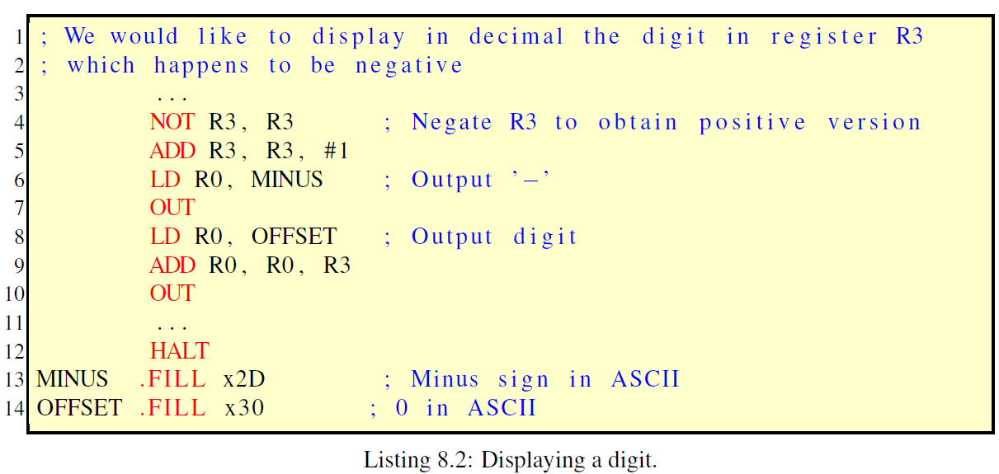 1 ; We would like to display in decimal the digit in register R3
2 ; which happens to be negative
3 ...
4 NOT R3, R3 ; Negate R3 to obtain positive version
5 ADD R3, R3, #1
6 LD R0, MINUS ; Output '−'
7 OUT
8 LD R0, OFFSET ; Output digit
9 ADD R0, R0, R3
10 OUT
11 ...
12 HALT
13 MINUS .FILL x2D ; Minus sign in ASCII
14 OFFSET .FILL x30 ; 0 in ASCII
Listing 8.2: Displaying a digit.